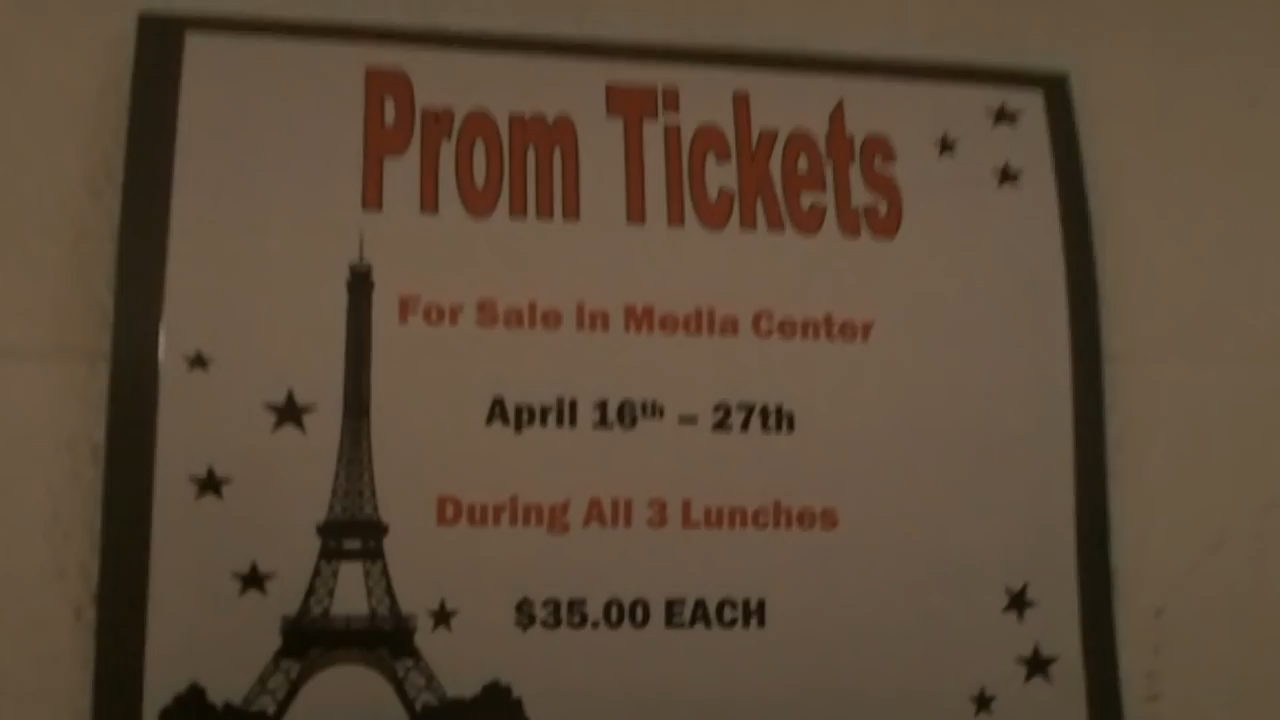 Prom Tickets
For Sale in Media Center
April 16th – 27th
During All 3 Lunches
$35.00 EACH